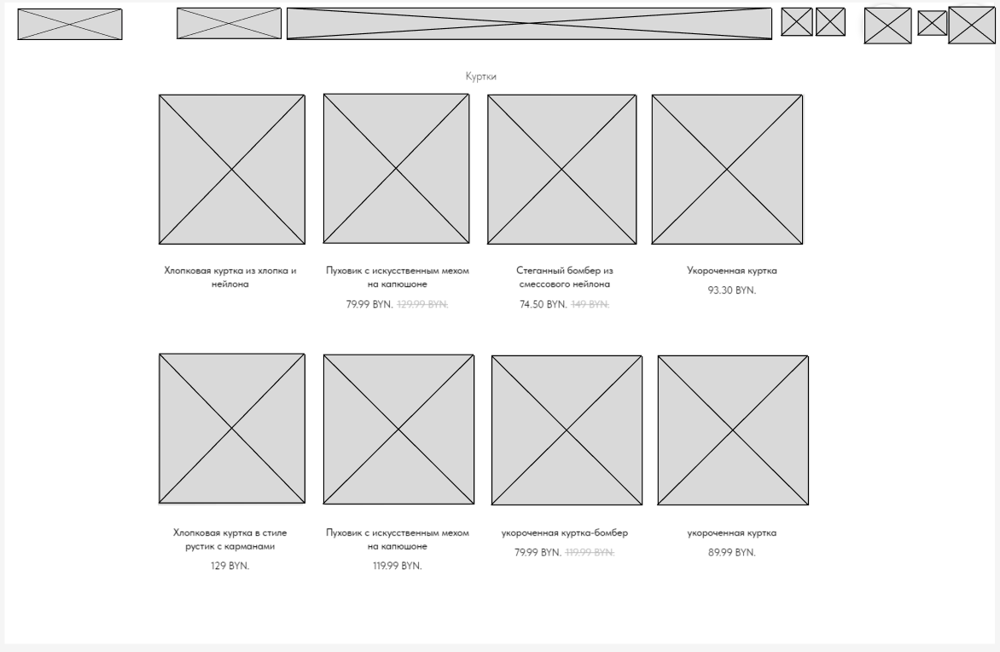 Куртки
Хлопковая куртка из хлопка и
нейлона
Пуховик с искусственным мехом
на капюшоне
79.99 BYN. 129.99 BYN.
Стеганный бомбер из
смессового нейлона
74.50 BYN. 149 BYN.
Укороченная куртка
93.30 BYN.
Хлопковая куртка в стиле
рустик с карманами
129 BYN.
Пуховик с искусственным мехом
на капюшоне
119.99 BYN.
укороченная куртка-бомбер
79.99 BYN. 119.99 BYN.
укороченная куртка
89.99 BYN.